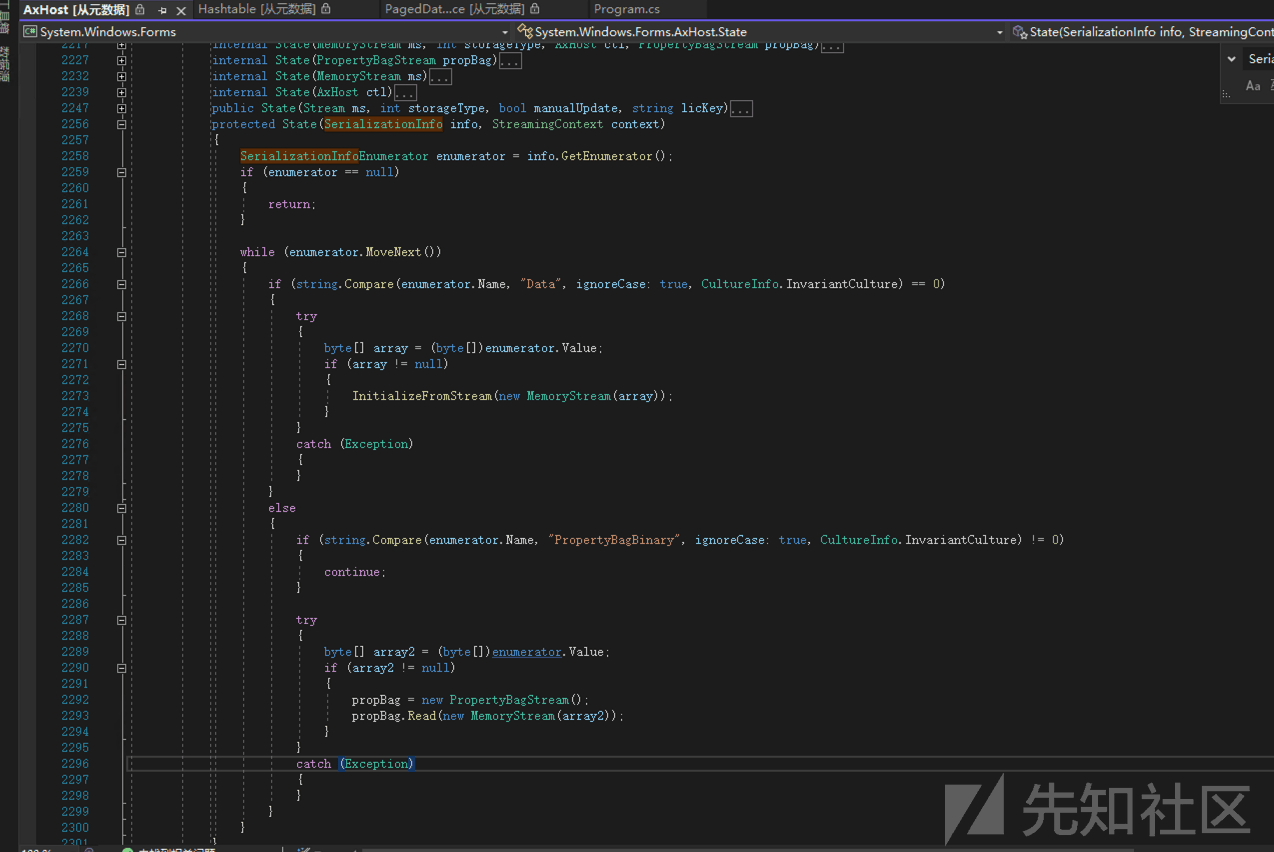 AxHost [从元数据]
Hashtable [从元数据]
PagedDat...ce [从元数据]
Program.cs
System.Windows.Forms
System.Windows.Forms.AxHost.State
State(SerializationInfo info, StreamingCont
Seria
Aa
2217 internal State(MemoryStream ms, int storageType, AxHost ctl, PropertyBagStream propBag)...
2227 internal State(PropertyBagStream propBag)...
2232 internal State(MemoryStream ms)...
2239 internal State(AxHost ctl)...
2247 public State(Stream ms, int storageType, bool manualUpdate, string licKey)...
2256 protected State(SerializationInfo info, StreamingContext context)
2257 {
2258 SerializationInfoEnumerator enumerator = info.GetEnumerator();
2259 if (enumerator == null)
2260 {
2261 return;
2262 }
2263
2264 while (enumerator.MoveNext())
2265 {
2266 if (string.Compare(enumerator.Name, "Data", ignoreCase: true, CultureInfo.InvariantCulture) == 0)
2267 {
2268 try
2269 {
2270 byte[] array = (byte[])enumerator.Value;
2271 if (array != null)
2272 {
2273 InitializeFromStream(new MemoryStream(array));
2274 }
2275 }
2276 catch (Exception)
2277 {
2278 }
2279 }
2280 else
2281 {
2282 if (string.Compare(enumerator.Name, "PropertyBagBinary", ignoreCase: true, CultureInfo.InvariantCulture) != 0)
2283 {
2284 continue;
2285 }
2286
2287 try
2288 {
2289 byte[] array2 = (byte[])enumerator.Value;
2290 if (array2 != null)
2291 {
2292 propBag = new PropertyBagStream();
2293 propBag.Read(new MemoryStream(array2));
2294 }
2295 }
2296 catch (Exception)
2297 {
2298 }
2299 }
2300 }
2301 }
先知社区